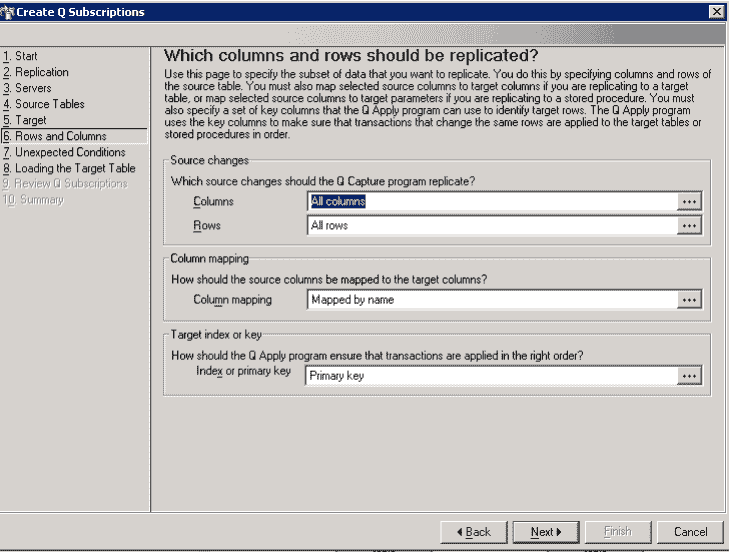 Create Q Subscriptions
1. Start
2. Replication
3. Servers
4. Source Tables
5. Target
6. Rows and Columns
7. Unexpected Conditions
8. Loading the Target Table
9. Review Q Subscriptions
10. Summary
Which columns and rows should be replicated?
Use this page to specify the subset of data that you want to replicate. You do this by specifying columns and rows of
the source table. You must also map selected source columns to target columns if you are replicating to a target
table, or map selected source columns to target parameters if you are replicating to a stored procedure. You must
also specify a set of key columns that the Q Apply program can use to identify target rows. The Q Apply program
uses the key columns to make sure that transactions that change the same rows are applied to the target tables or
stored procedures in order.
Source changes
Which source changes should the Q Capture program replicate?
Columns All columns ...
Rows All rows ...
Column mapping
How should the source columns be mapped to the target columns?
Column mapping Mapped by name ...
Target index or key
How should the Q Apply program ensure that transactions are applied in the right order?
Index or primary key Primary key ...
Back Next Finish Cancel